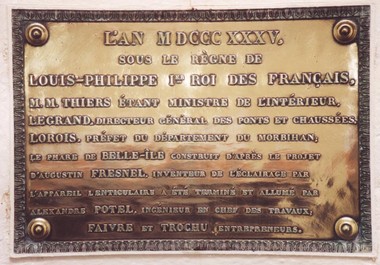 L'AN MDCCCXXXV,
SOUS LE RÈGNE DE
LOUIS-PHILIPPE Iᴱᴿ ROI DES FRANÇAIS,
M.M. THIERS ÉTANT MINISTRE DE L'INTÉRIEUR,
LEGRAND, DIRECTEUR GÉNÉRAL DES PONTS ET CHAUSSÉES,
LOROIS, PRÉFET DU DÉPARTEMENT DU MORBIHAN,
LE PHARE DE BELLE-ÎLE CONSTRUIT D'APRÈS LE PROJET
D'AUGUSTIN FRESNEL, INVENTEUR DE L'ÉCLAIRAGE PAR
L'APPAREIL LENTICULAIRE A ÉTÉ TERMINÉ ET ALLUMÉ PAR
ALEXANDRE POTEL, INGÉNIEUR EN CHEF DES TRAVAUX;
FAIVRE ET TROCHU, ENTREPRENEURS.